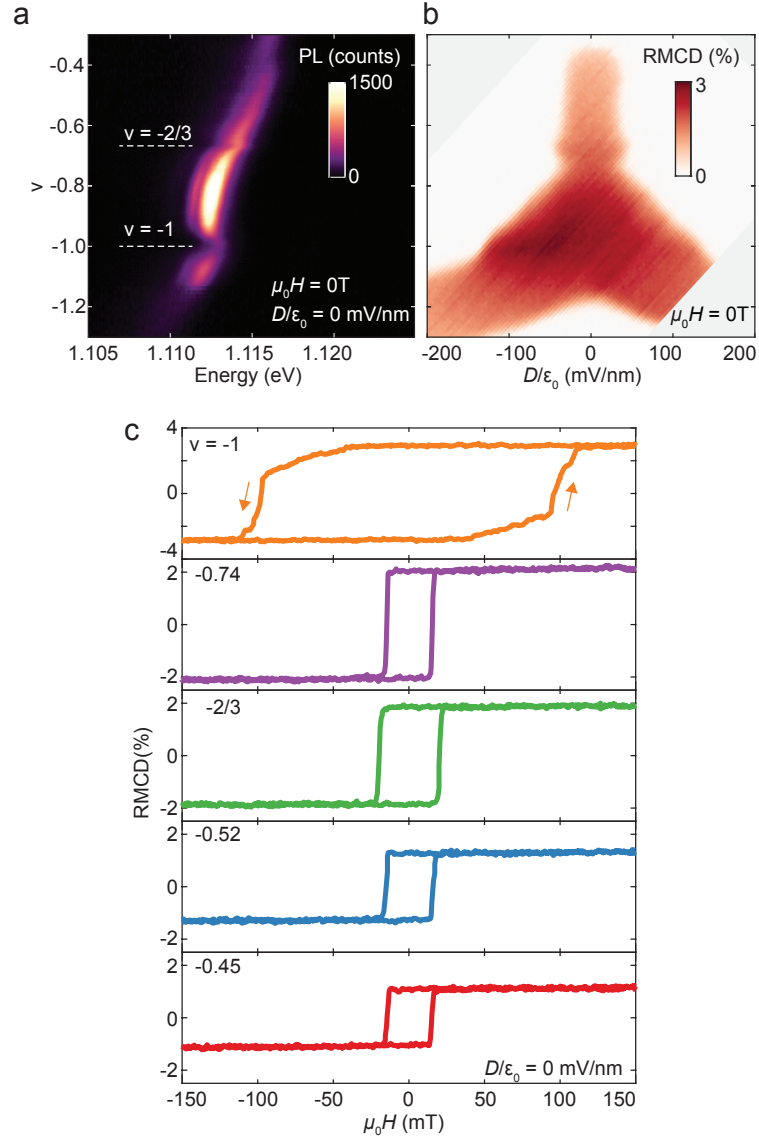 a
PL (counts)
1500
0
ν = -2/3
ν = -1
μ₀H = 0T
D/ε₀ = 0 mV/nm
-0.4
-0.6
-0.8
-1.0
-1.2
ν
1.105 1.110 1.115 1.120
Energy (eV)
b
RMCD (%)
3
0
μ₀H = 0T
-200 -100 0 100 200
D/ε₀ (mV/nm)
c
ν = -1
4
0
-4
-0.74
2
0
-2
-2/3
2
0
-2
-0.52
2
0
-2
-0.45
2
0
-2
RMCD(%)
D/ε₀ = 0 mV/nm
-150 -100 -50 0 50 100 150
μ₀H (mT)